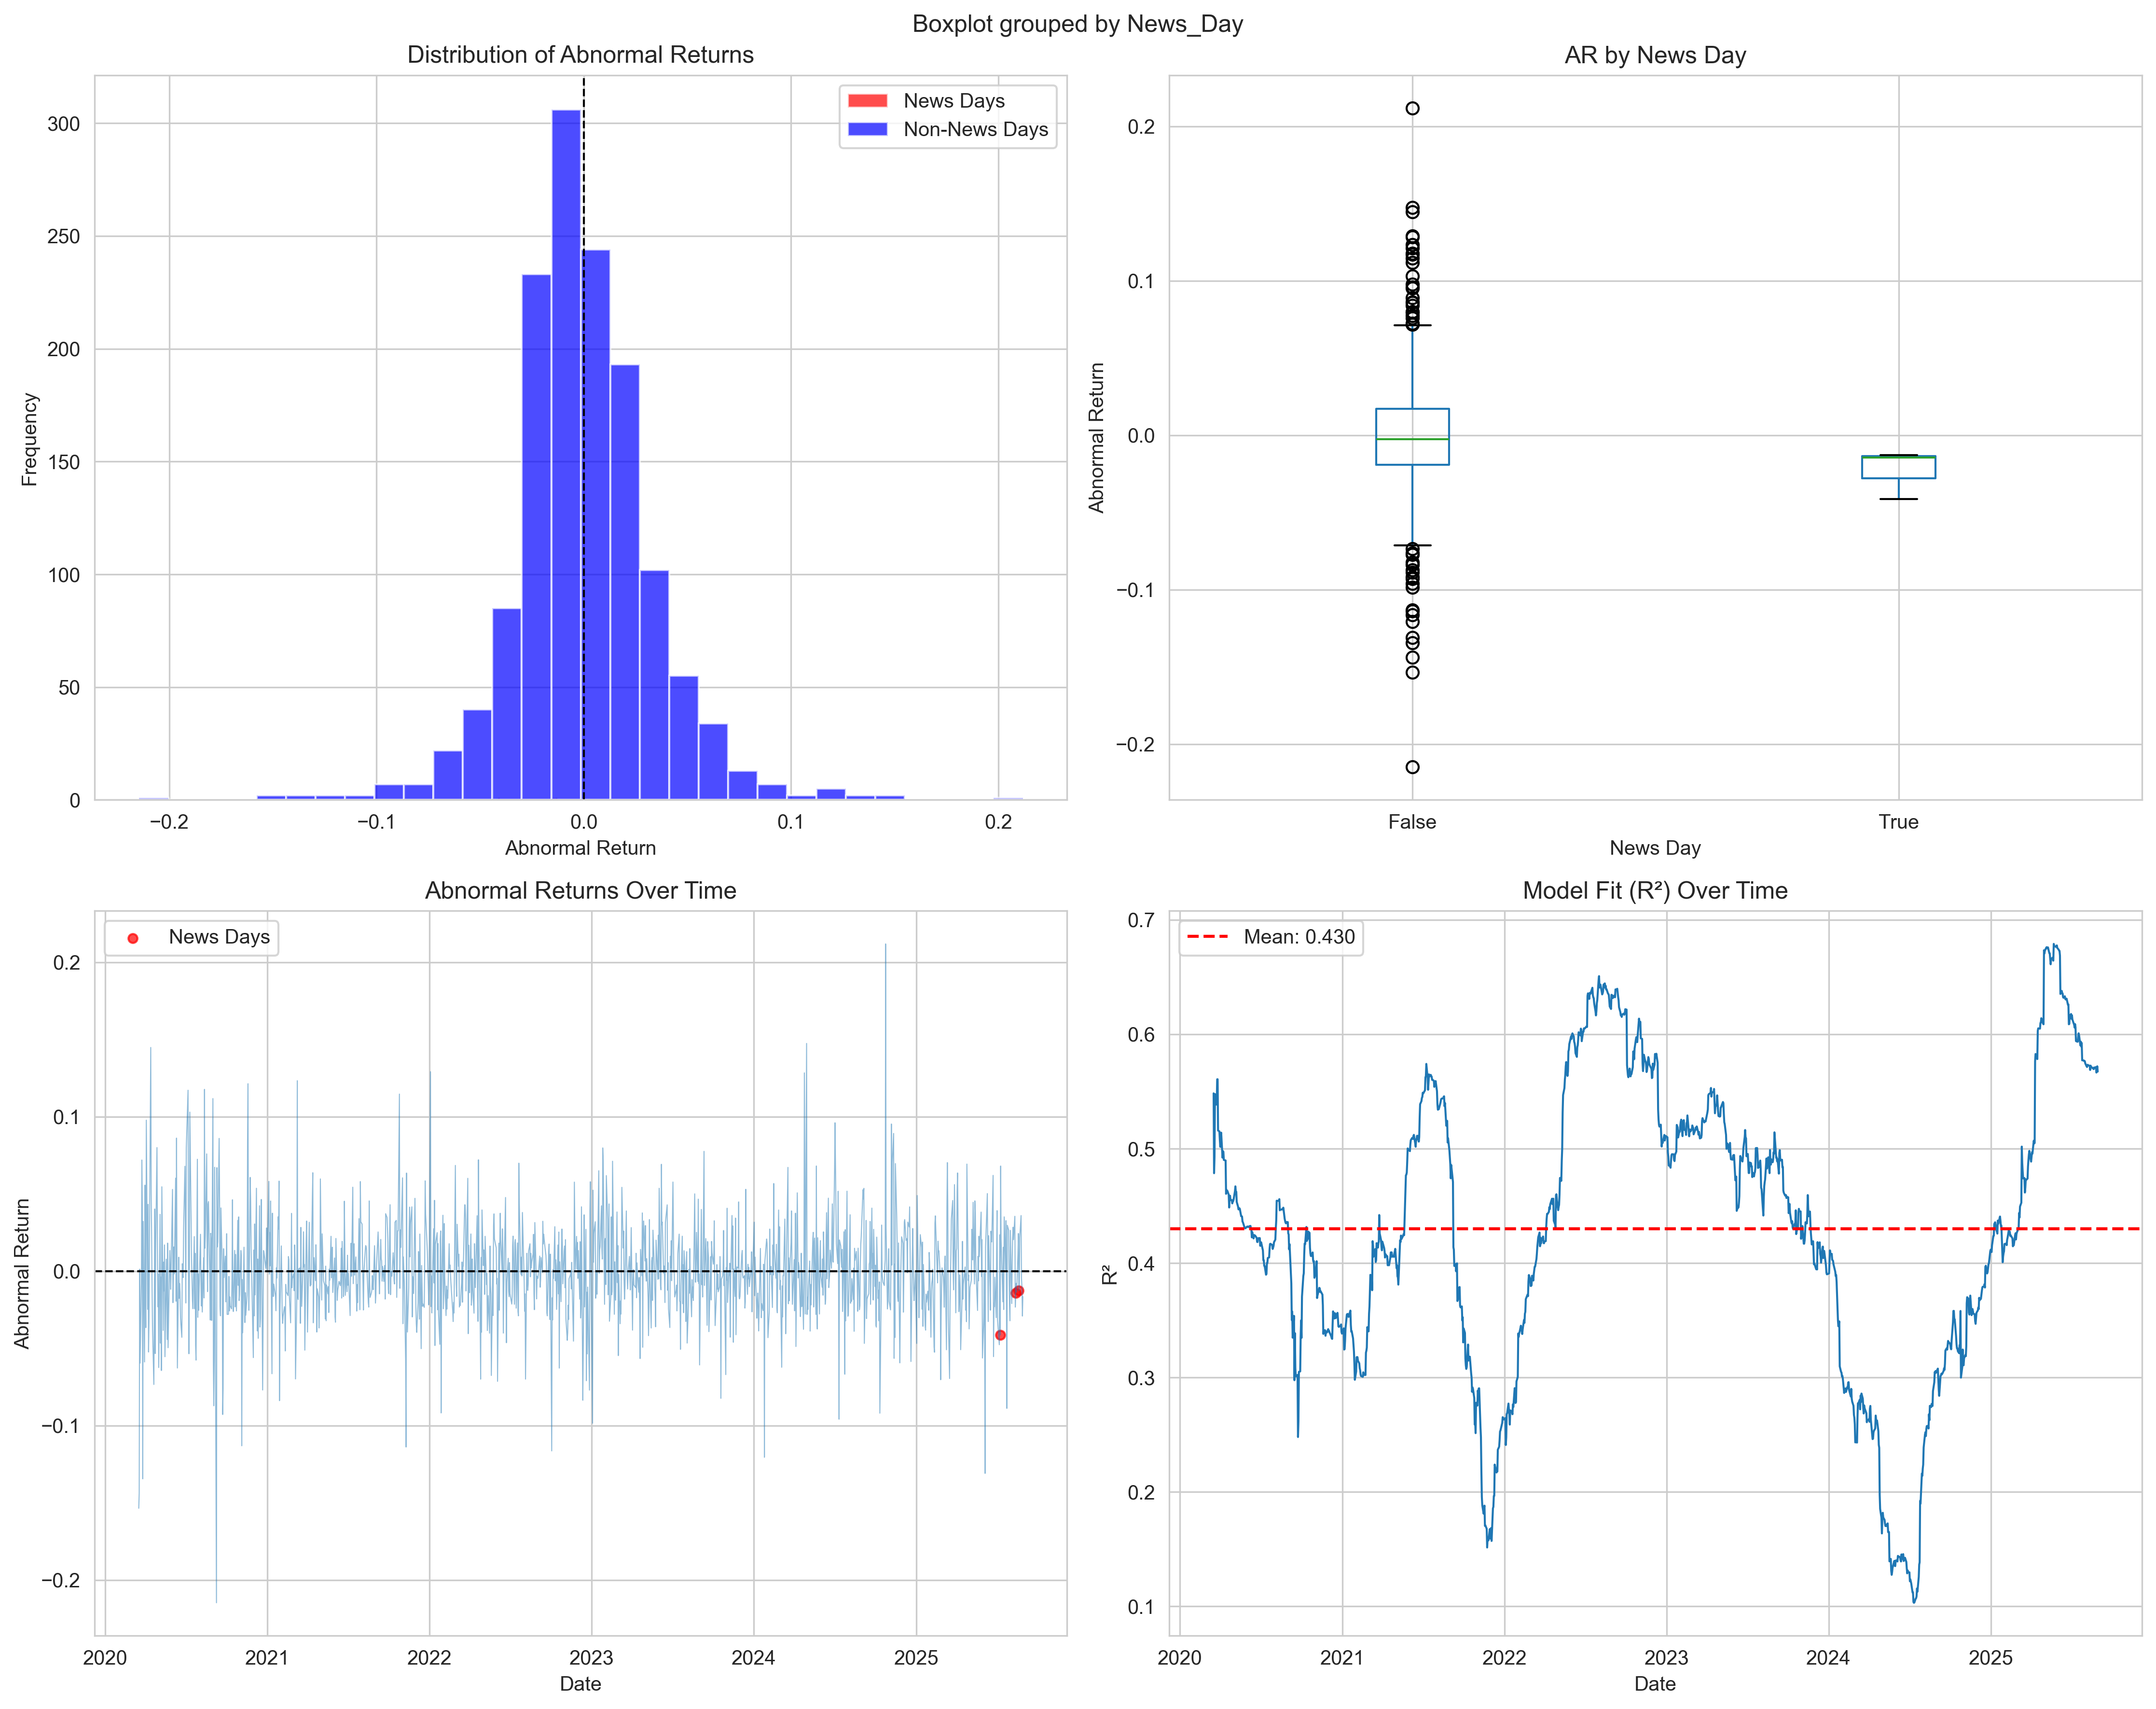 Boxplot grouped by News_Day
Distribution of Abnormal Returns
News Days
Non-News Days
300
250
200
150
100
50
0
Frequency
−0.2
−0.1
0.0
0.1
0.2
Abnormal Return
AR by News Day
0.2
0.1
0.0
−0.1
−0.2
Abnormal Return
False
True
News Day
Abnormal Returns Over Time
News Days
0.2
0.1
0.0
−0.1
−0.2
Abnormal Return
2020
2021
2022
2023
2024
2025
Date
Model Fit (R²) Over Time
Mean: 0.430
0.7
0.6
0.5
0.4
0.3
0.2
0.1
R²
2020
2021
2022
2023
2024
2025
Date